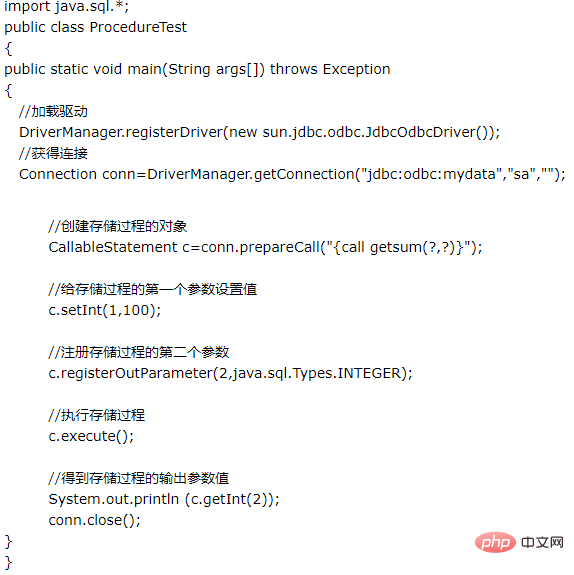 import java.sql.*;
public class ProcedureTest
{
public static void main(String args[]) throws Exception
{
//加载驱动
DriverManager.registerDriver(new sun.jdbc.odbc.JdbcOdbcDriver());
//获得连接
Connection conn=DriverManager.getConnection("jdbc:odbc:mydata","sa","");
//创建存储过程的对象
CallableStatement c=conn.prepareCall("{call getsum(?,?)}");
//给存储过程的第一个参数设置值
c.setInt(1,100);
//注册存储过程的第二个参数
c.registerOutParameter(2,java.sql.Types.INTEGER);
//执行存储过程
c.execute();
//得到存储过程的输出参数值
System.out.println (c.getInt(2));
conn.close();
}
}
php 中文网